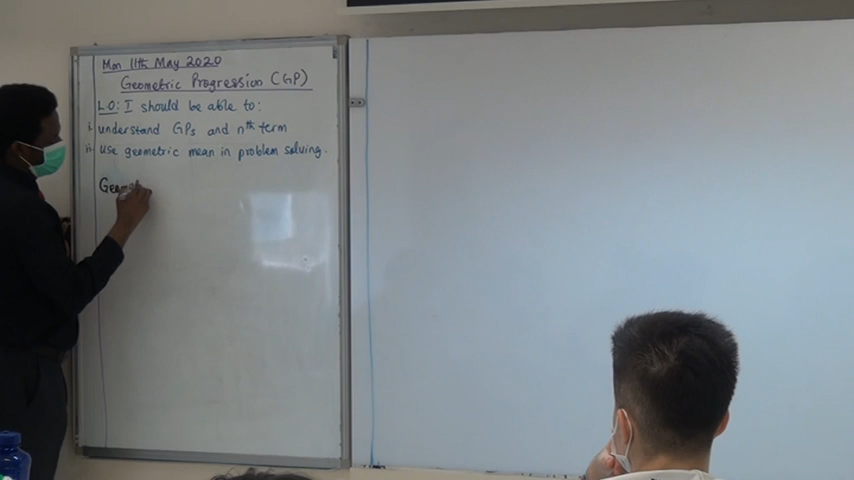 Mon 11th May 2020
Geometric Progression (GP)
L.O: I should be able to:
i. understand GPs and nth term
ii. use geometric mean in problem solving.
Geomet